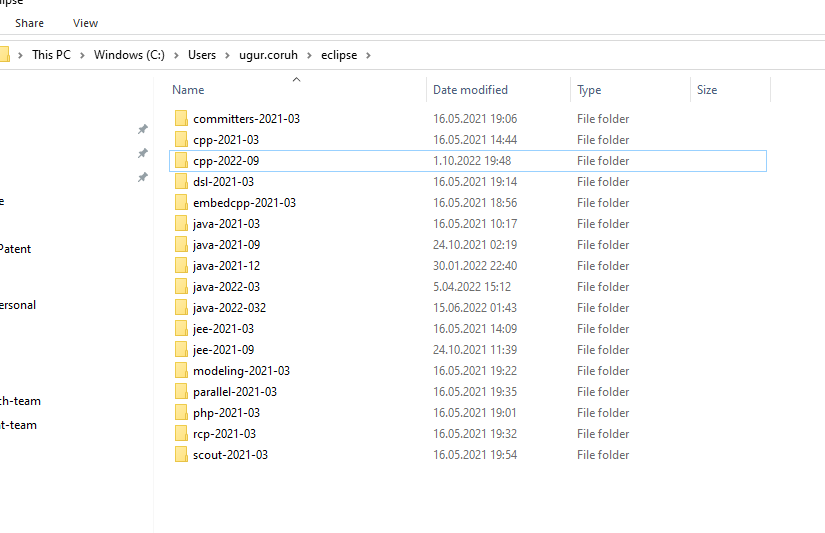 Share View
This PC > Windows (C:) > Users > ugur.coruh > eclipse >
Name Date modified Type Size
committers-2021-03 16.05.2021 19:06 File folder
cpp-2021-03 16.05.2021 14:44 File folder
cpp-2022-09 1.10.2022 19:48 File folder
dsl-2021-03 16.05.2021 19:14 File folder
embedcpp-2021-03 16.05.2021 18:56 File folder
java-2021-03 16.05.2021 10:17 File folder
java-2021-09 24.10.2021 02:19 File folder
java-2021-12 30.01.2022 22:40 File folder
java-2022-03 5.04.2022 15:12 File folder
java-2022-032 15.06.2022 01:43 File folder
jee-2021-03 16.05.2021 14:09 File folder
jee-2021-09 24.10.2021 11:39 File folder
modeling-2021-03 16.05.2021 19:22 File folder
parallel-2021-03 16.05.2021 19:35 File folder
php-2021-03 16.05.2021 19:01 File folder
rcp-2021-03 16.05.2021 19:32 File folder
scout-2021-03 16.05.2021 19:54 File folder
Patent
ersonal
ch-team
t-team